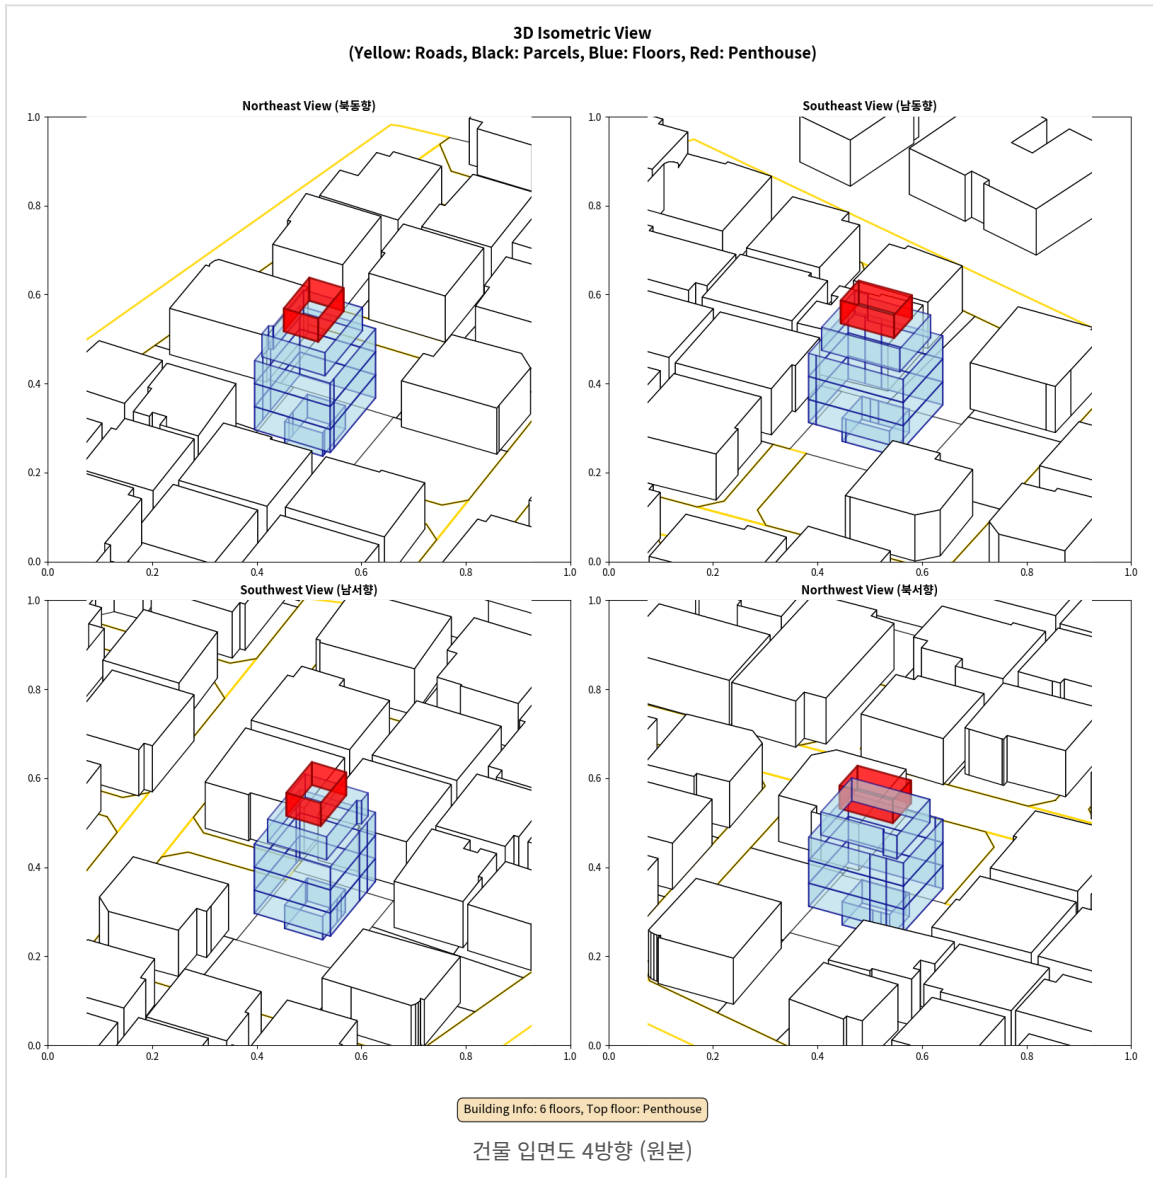 3D Isometric View
(Yellow: Roads, Black: Parcels, Blue: Floors, Red: Penthouse)
Northeast View (북동향)
1.0
0.8
0.6
0.4
0.2
0.0
0.0 0.2 0.4 0.6 0.8 1.0
Southeast View (남동향)
1.0
0.8
0.6
0.4
0.2
0.0
0.0 0.2 0.4 0.6 0.8 1.0
Southwest View (남서향)
1.0
0.8
0.6
0.4
0.2
0.0
0.0 0.2 0.4 0.6 0.8 1.0
Northwest View (북서향)
1.0
0.8
0.6
0.4
0.2
0.0
0.0 0.2 0.4 0.6 0.8 1.0
Building Info: 6 floors, Top floor: Penthouse
건물 입면도 4방향 (원본)